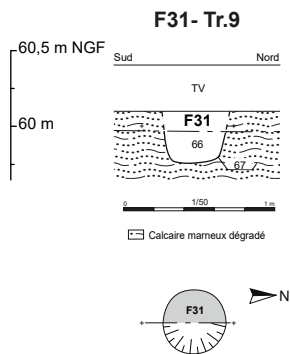 F31- Tr.9
60,5 m NGF
Sud
Nord
TV
F31
60 m
66
67
0
1/50
1 m
Calcaire marneux dégradé
N
F31